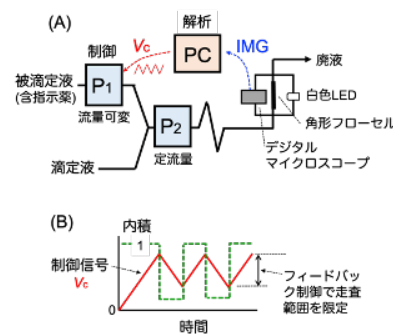 (A)
解析
制御
Vc
PC
IMG
廃液
被滴定液
(含指示薬)
P1
流量可変
P2
定流量
白色LED
角形フローセル
デジタル
マイクロスコープ
滴定液
(B)
内積
1
制御信号
Vc
0
時間
フィードバッ
ク制御で走査
範囲を限定